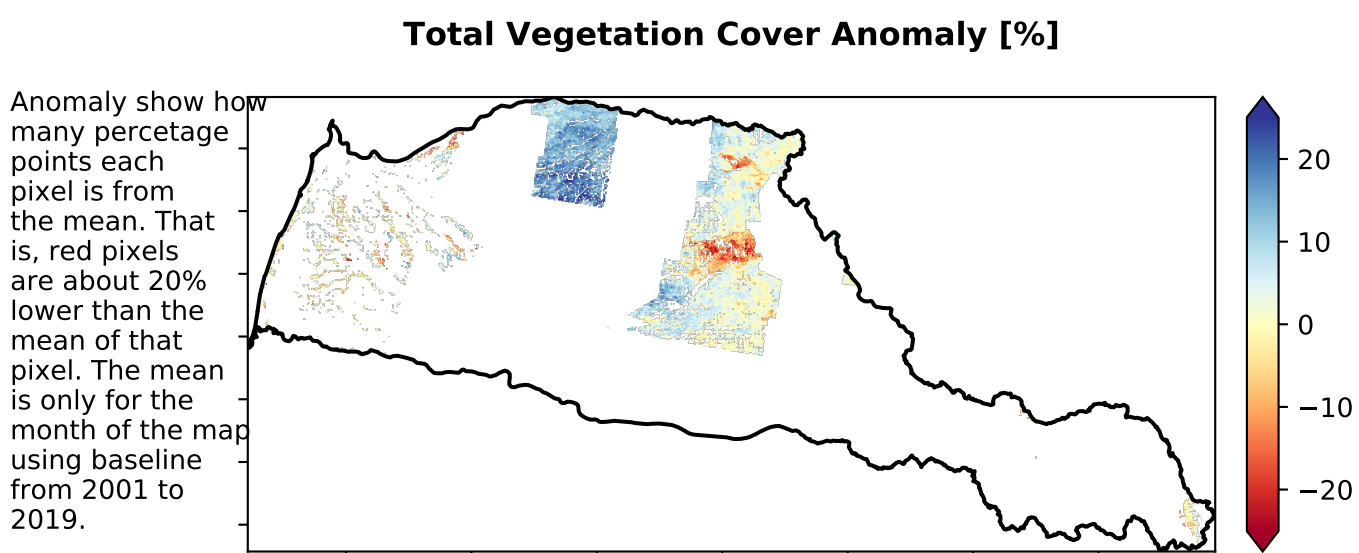 Total Vegetation Cover Anomaly [%]
Anomaly show how
many percetage
points each
pixel is from
the mean. That
is, red pixels
are about 20%
lower than the
mean of that
pixel. The mean
is only for the
month of the map
using baseline
from 2001 to
2019.
20
10
0
−10
−20